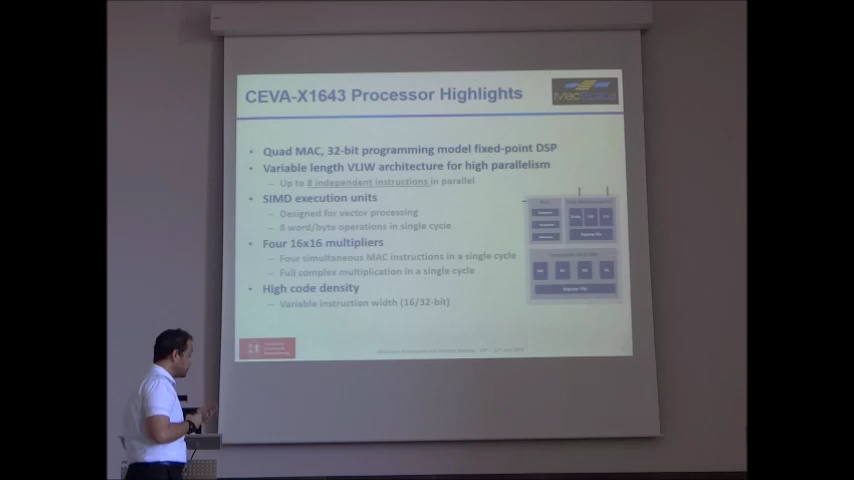 CEVA-X1643 Processor Highlights
MacSpace
• Quad MAC, 32-bit programming model fixed-point DSP
• Variable length VLIW architecture for high parallelism
– Up to 8 independent instructions in parallel
• SIMD execution units
– Designed for vector processing
– 8 word/byte operations in single cycle
• Four 16x16 multipliers
– Four simultaneous MAC instructions in a single cycle
– Full complex multiplication in a single cycle
• High code density
– Variable instruction width (16/32-bit)